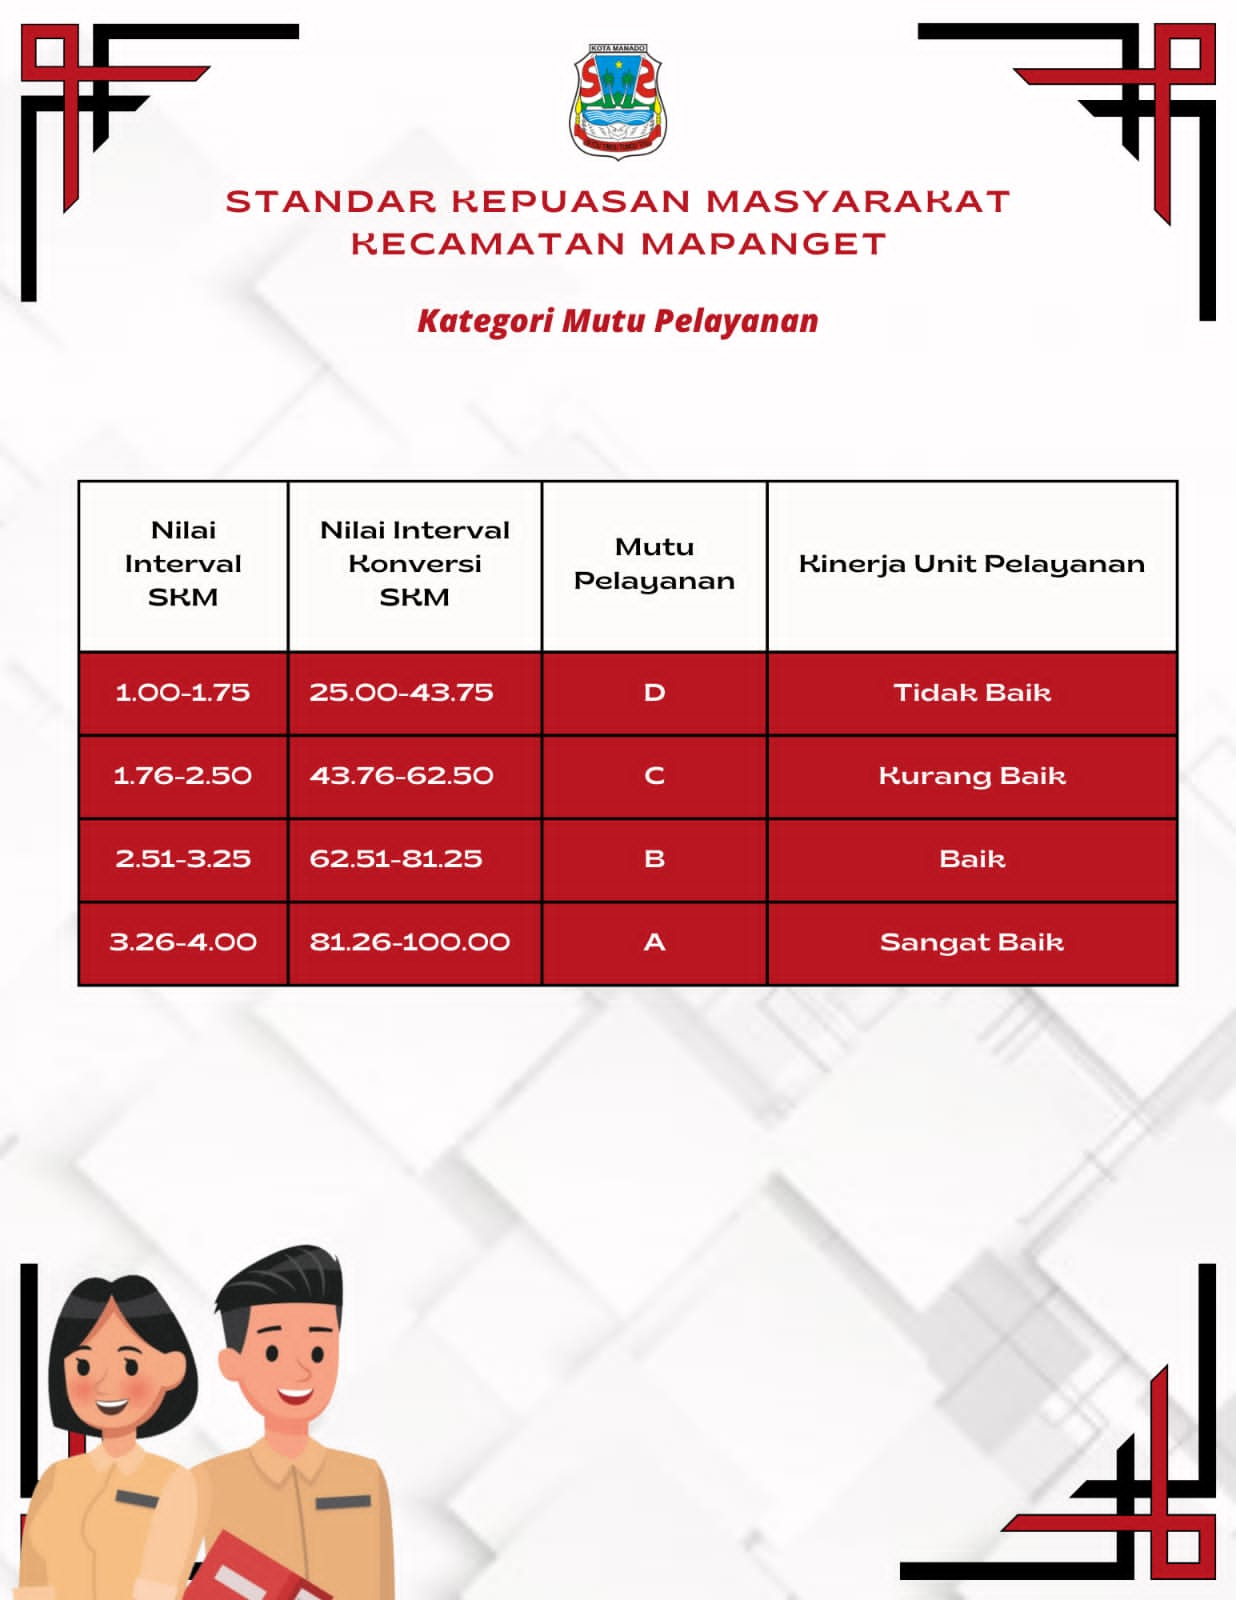 KOTA MANADO
STANDAR KEPUASAN MASYARAKAT
KECAMATAN MAPANGET
Kategori Mutu Pelayanan
Nilai
Interval
SKM
Nilai Interval
Konversi
SKM
Mutu
Pelayanan
Kinerja Unit Pelayanan
1.00-1.75 25.00-43.75 D Tidak Baik
1.76-2.50 43.76-62.50 C Kurang Baik
2.51-3.25 62.51-81.25 B Baik
3.26-4.00 81.26-100.00 A Sangat Baik